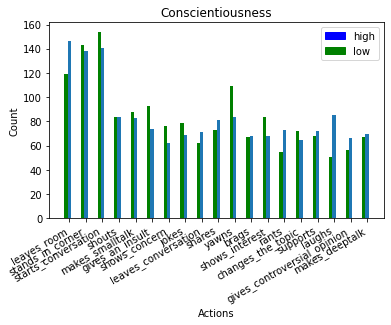 Conscientiousness
160
140
120
100
80
60
40
20
0
Count
high
low
leaves_room
stands_in_corner
starts_conversation
shouts
makes_smalltalk
gives_an_insult
shows_concern
jokes
leaves_conversation
shares
yawns
brags
shows_interest
rants
changes_the_topic
supports
laughs
gives_controversial_opinion
makes_deeptalk
Actions